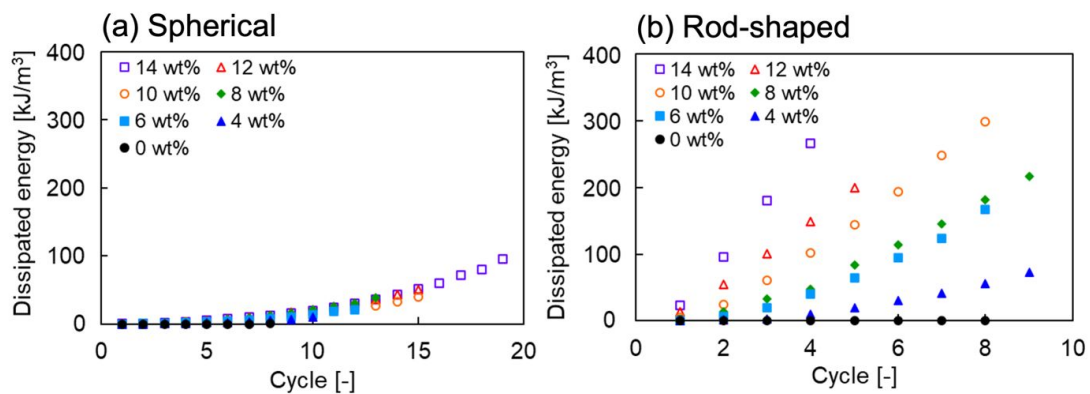 (a) Spherical
400
300
200
100
0
Dissipated energy [kJ/m³]
14 wt% 12 wt%
10 wt% 8 wt%
6 wt% 4 wt%
0 wt%
0 5 10 15 20
Cycle [-]
(b) Rod-shaped
400
300
200
100
0
Dissipated energy [kJ/m³]
14 wt% 12 wt%
10 wt% 8 wt%
6 wt% 4 wt%
0 wt%
0 2 4 6 8 10
Cycle [-]